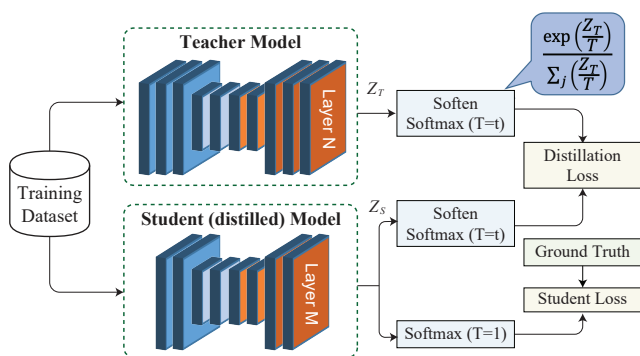 Teacher Model
Layer N
Z_T
Soften
Softmax (T=t)
exp (Z_T/T)
∑_j (Z_T/T)
Distillation
Loss
Training
Dataset
Student (distilled) Model
Layer M
Z_S
Soften
Softmax (T=t)
Ground Truth
Student Loss
Softmax (T=1)